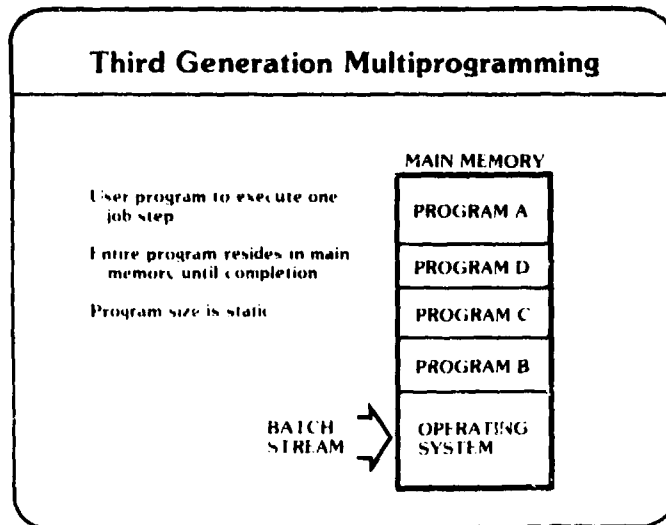 Third Generation Multiprogramming
User program to execute one
job step
Entire program resides in main
memory until completion
Program size is static
MAIN MEMORY
PROGRAM A
PROGRAM D
PROGRAM C
PROGRAM B
BATCH
STREAM
OPERATING
SYSTEM